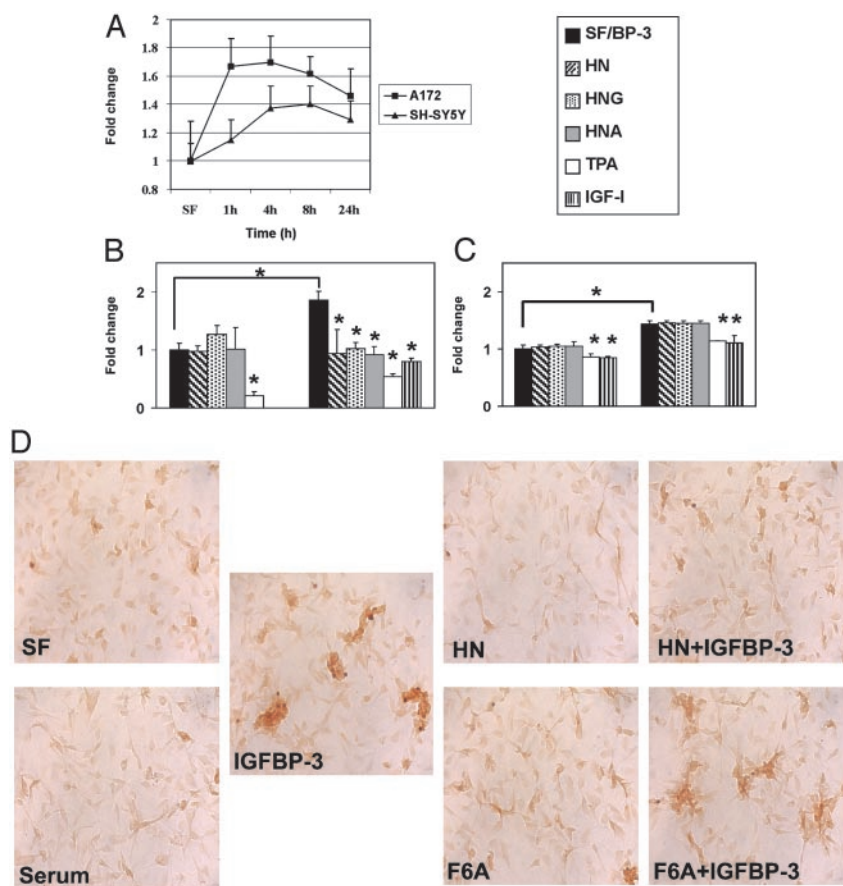 A
Fold change
2
1.8
1.6
1.4
1.2
1
0.8
SF
1h
4h
8h
24h
Time (h)
A172
SH-SY5Y
SF/BP-3
HN
HNG
HNA
TPA
IGF-I
B
Fold change
2
1
0
*
*
* * * * *
C
Fold change
2
1
0
*
* *
**
D
SF
Serum
IGFBP-3
HN
HN+IGFBP-3
F6A
F6A+IGFBP-3